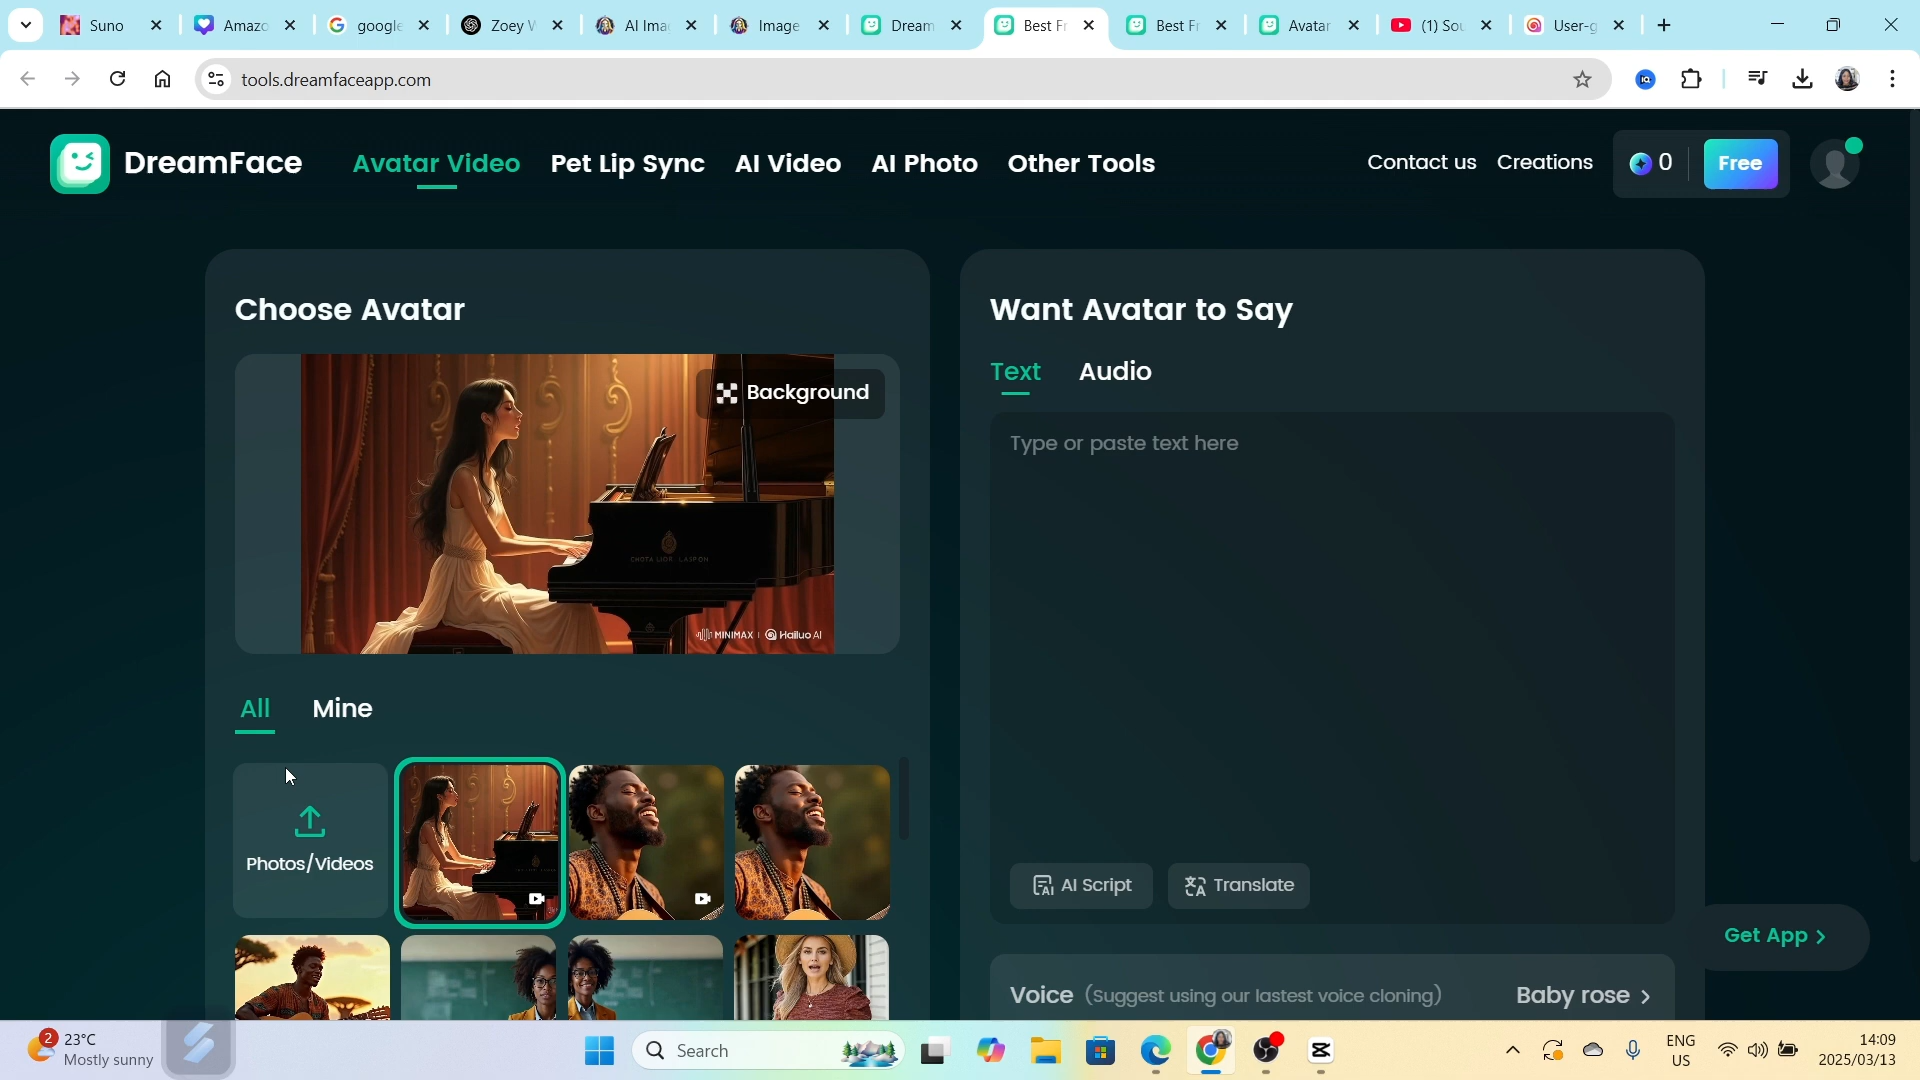 Suno
Amazo
google
Zoey W
AI Ima
Image
Dream
Best Fr
Best Fr
Avatar
(1) Sou
User-g
tools.dreamfaceapp.com
DreamFace
Avatar Video
Pet Lip Sync
AI Video
AI Photo
Other Tools
Contact us
Creations
0
Free
Choose Avatar
Background
MINIMAX | Hailuo AI
All
Mine
Photos/Videos
Want Avatar to Say
Text
Audio
Type or paste text here
AI Script
Translate
Get App >
Voice (Suggest using our lastest voice cloning)
Baby rose >
2
23°C
Mostly sunny
Search
ENG
US
14:09
2025/03/13